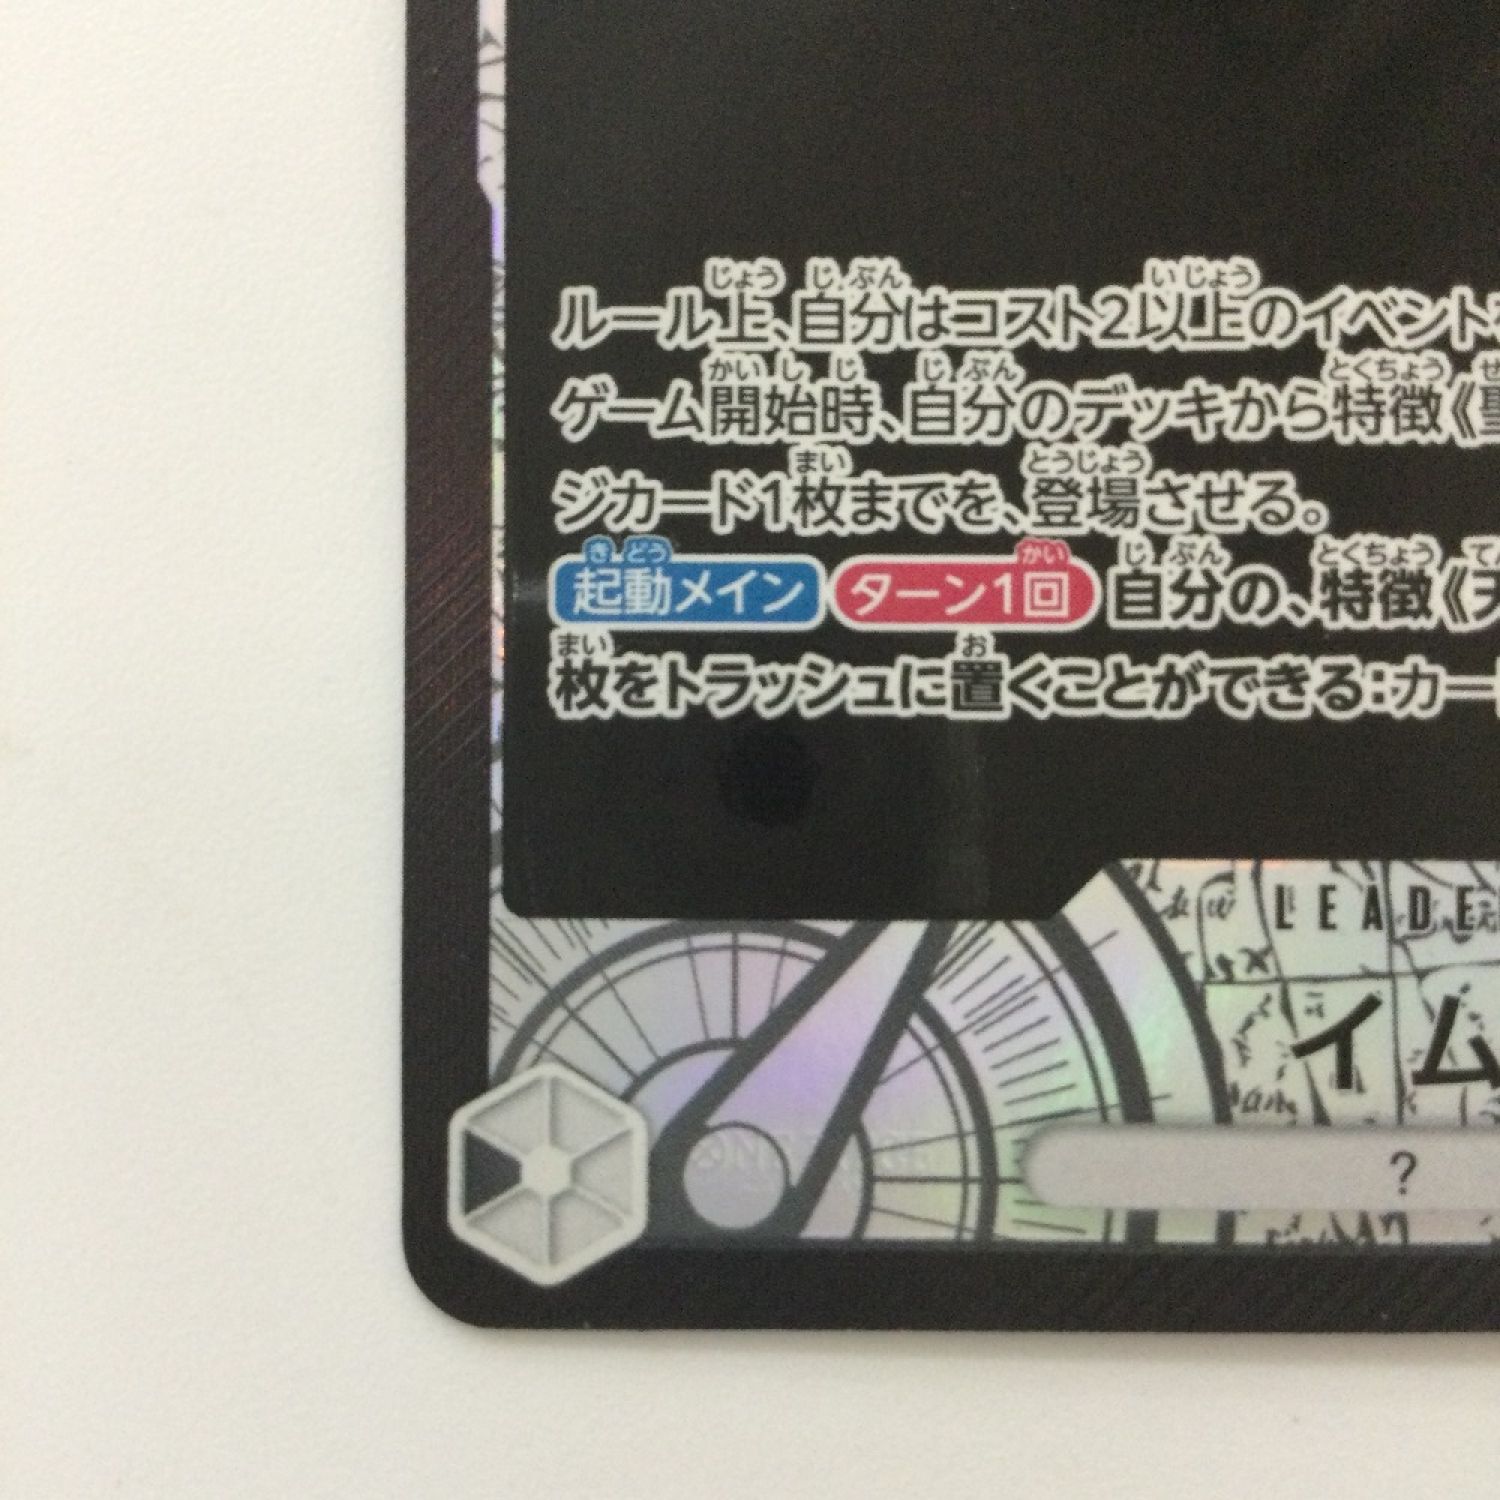 ルール上、自分はコスト2以上のイベント
ゲーム開始時、自分のデッキから特徴《聖
ジカード1枚までを、登場させる。
起動メイン ターン1回 自分の、特徴《天
枚をトラッシュに置くことができる:カー
LEADE
イム
?